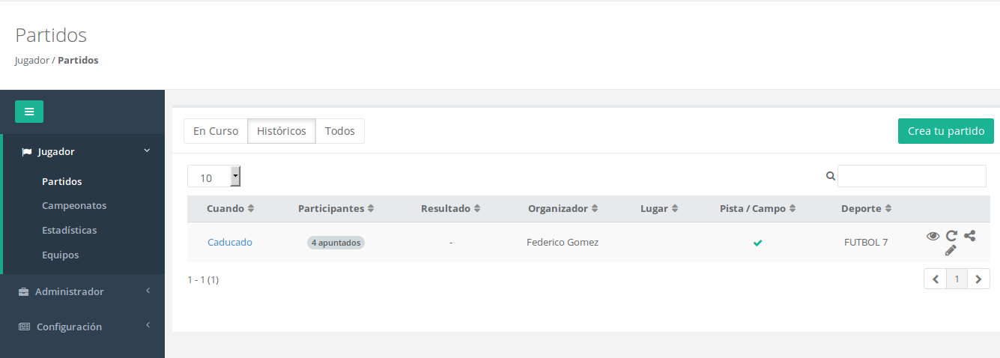 Partidos
Jugador / Partidos
Jugador
Partidos
Campeonatos
Estadísticas
Equipos
Administrador
Configuración
En Curso Históricos Todos Crea tu partido
10
Cuando Participantes Resultado Organizador Lugar Pista / Campo Deporte
Caducado 4 apuntados - Federico Gomez FUTBOL 7
1 - 1 (1) 1